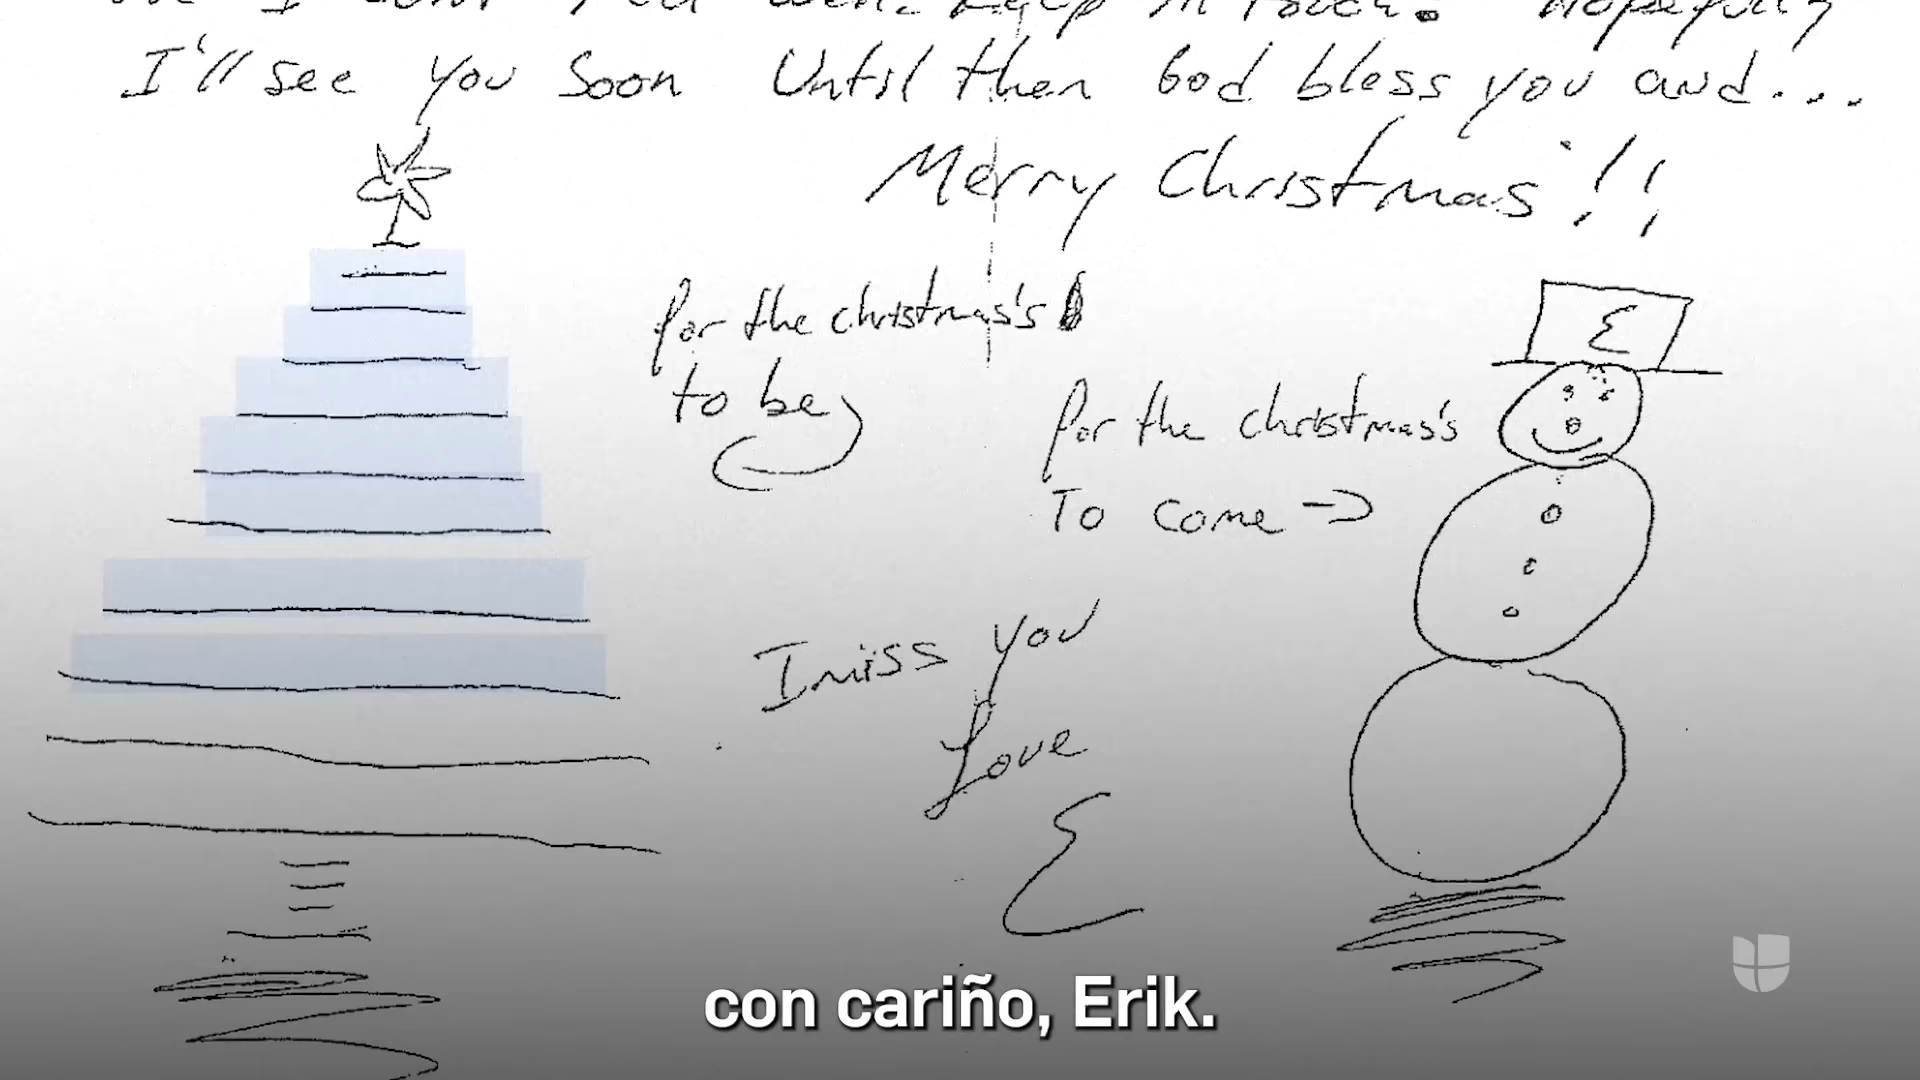 I'll see you Soon Until then God bless you and...
Merry Christmas!!
for the christmas's
to be
for the christmas's
To come →
E
I miss you
Love
E
con cariño, Erik.